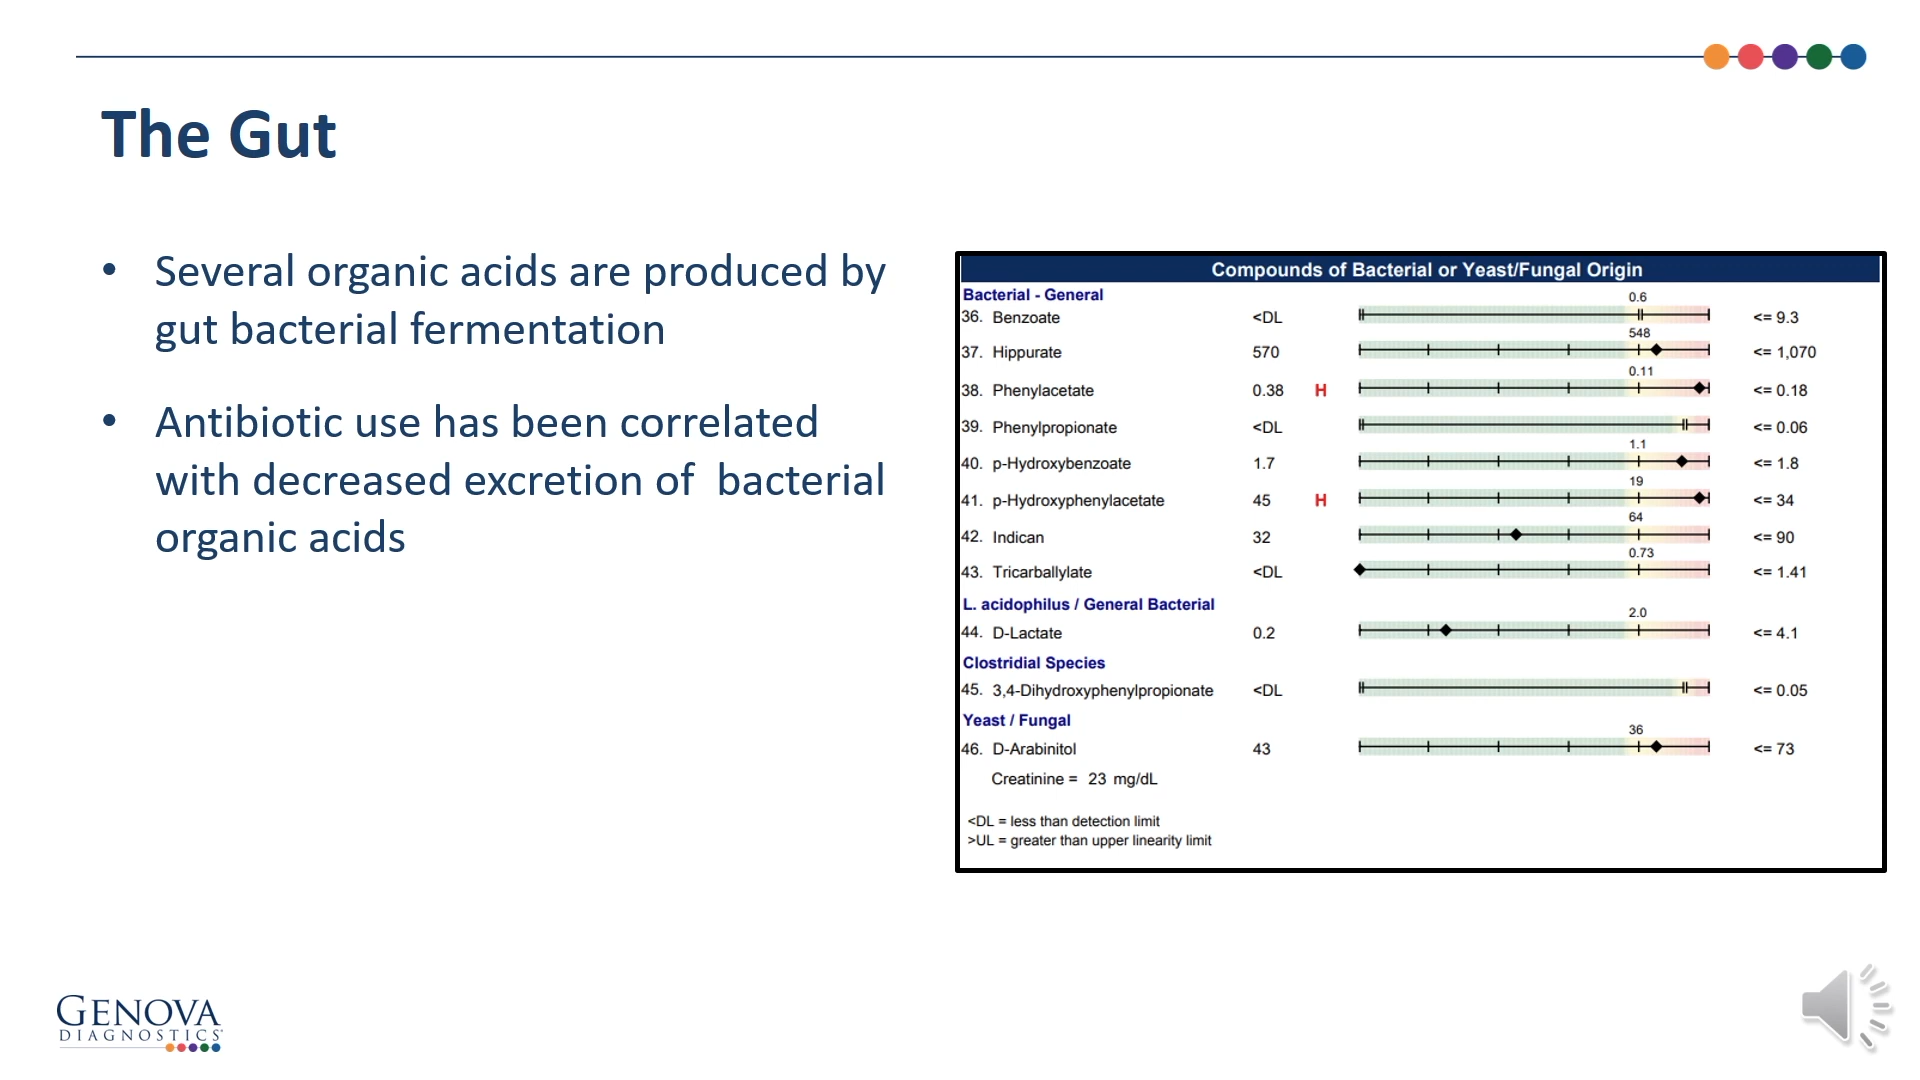 The Gut
• Several organic acids are produced by
gut bacterial fermentation
• Antibiotic use has been correlated
with decreased excretion of  bacterial
organic acids
Compounds of Bacterial or Yeast/Fungal Origin
Bacterial - General
0.6
36. Benzoate <DL <= 9.3
548
37. Hippurate 570 <= 1,070
0.11
38. Phenylacetate 0.38 H <= 0.18
39. Phenylpropionate <DL <= 0.06
1.1
40. p-Hydroxybenzoate 1.7 <= 1.8
19
41. p-Hydroxyphenylacetate 45 H <= 34
64
42. Indican 32 <= 90
0.73
43. Tricarballylate <DL <= 1.41
L. acidophilus / General Bacterial
2.0
44. D-Lactate 0.2 <= 4.1
Clostridial Species
45. 3,4-Dihydroxyphenylpropionate <DL <= 0.05
Yeast / Fungal
36
46. D-Arabinitol 43 <= 73
Creatinine = 23 mg/dL
<DL = less than detection limit
>UL = greater than upper linearity limit
GENOVA
DIAGNOSTICS